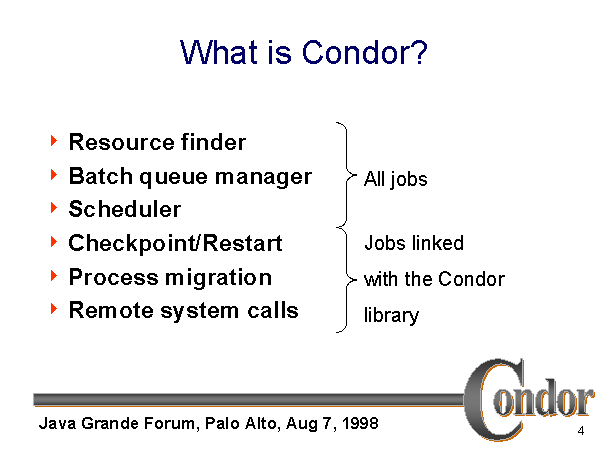 What is Condor?
Resource finder
Batch queue manager
Scheduler
Checkpoint/Restart
Process migration
Remote system calls
All jobs
Jobs linked
with the Condor
library
Condor
Java Grande Forum, Palo Alto, Aug 7, 1998
4